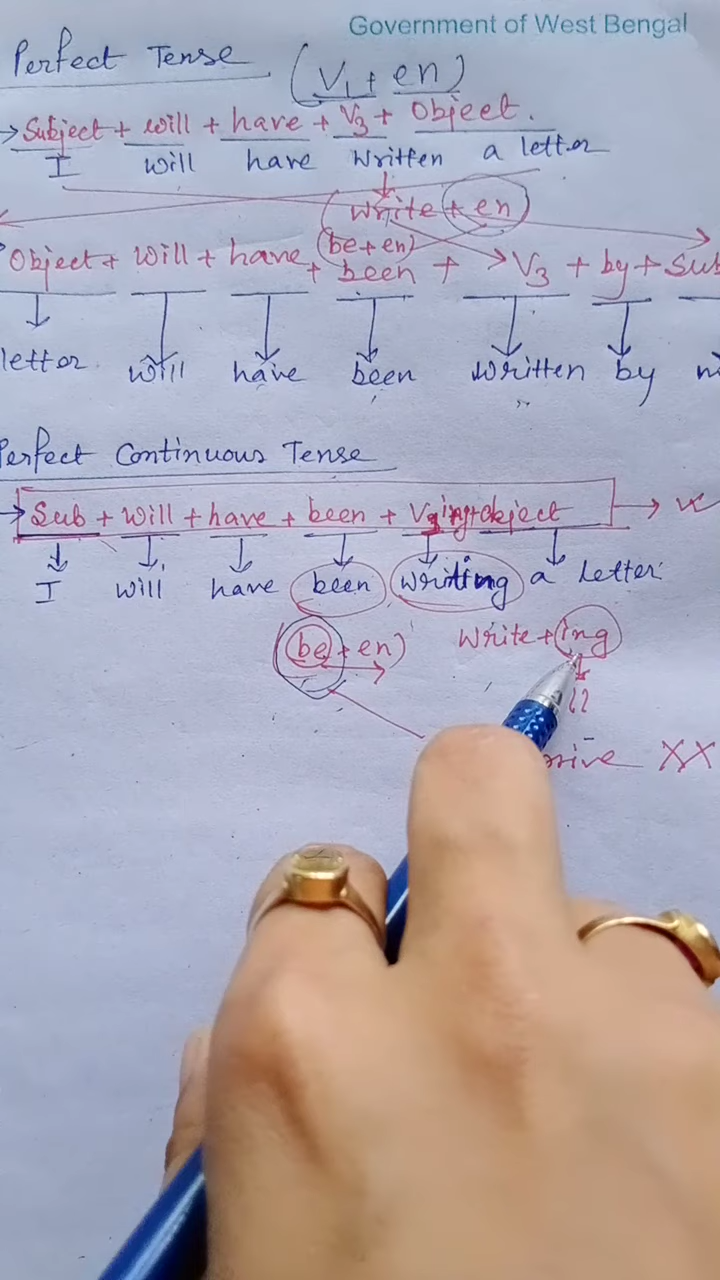 Government of West Bengal
Perfect Tense
(V1 + en)
→ Subject + will + have + V3 + Object.
I will have written a letter
(write + en)
Object + will + have + (be + en) been + V3 + by + Sub
letter will have been written by
Perfect Continuous Tense
→ Sub + will + have + been + Ving + object →
I will have been writing a letter
(be + en) write + ing
XX